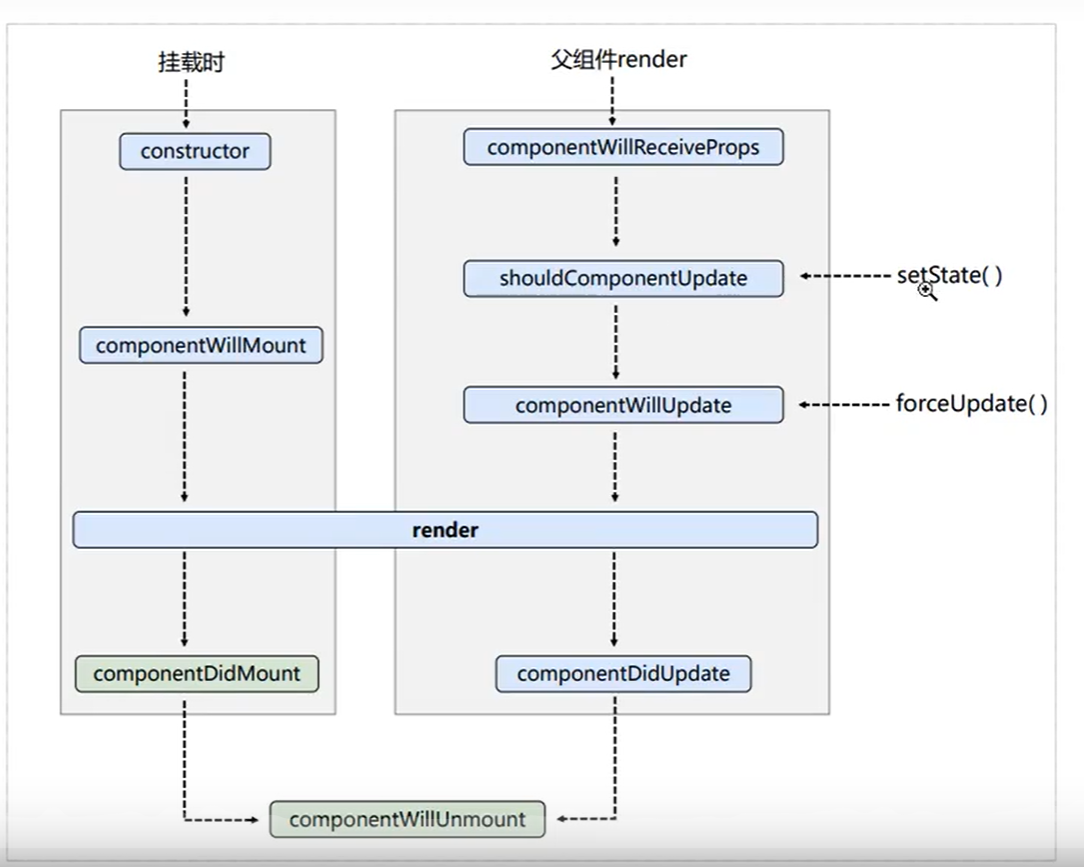 挂载时
constructor
componentWillMount
父组件render
componentWillReceiveProps
shouldComponentUpdate
setState( )
componentWillUpdate
forceUpdate( )
render
componentDidMount
componentDidUpdate
componentWillUnmount